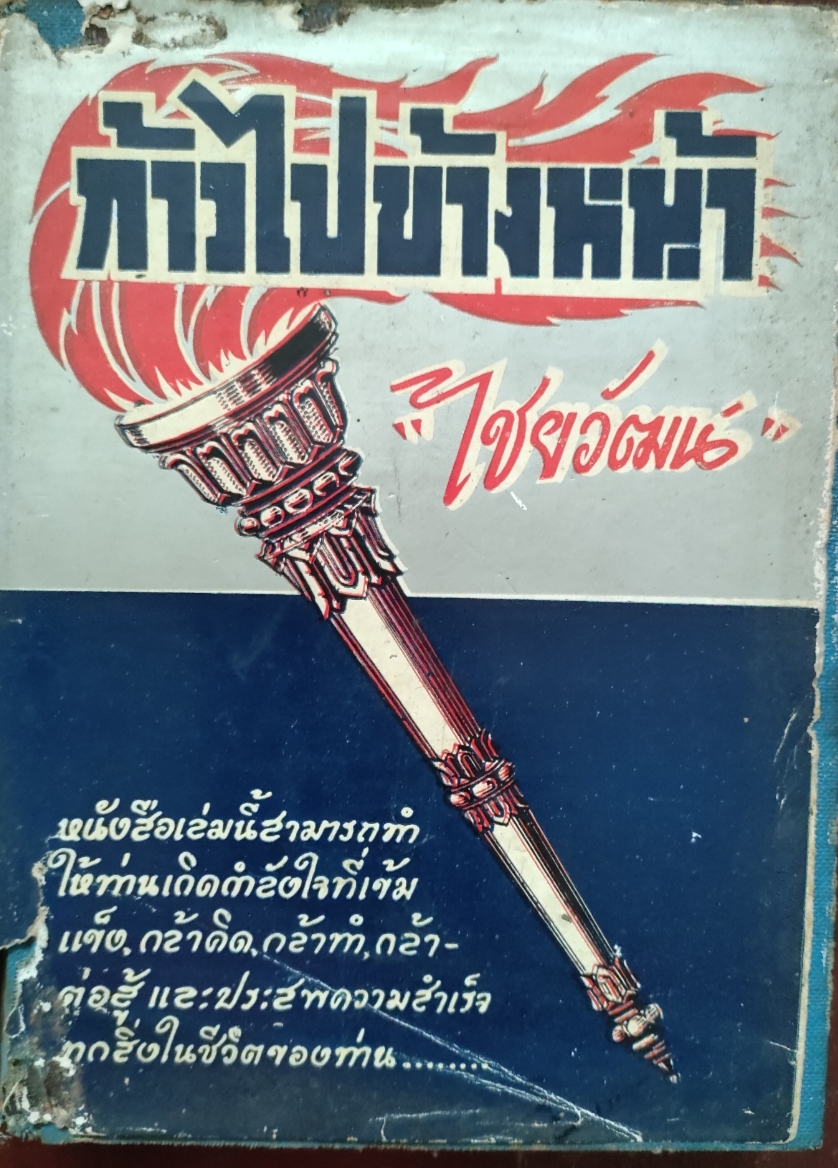 ก้าวไปข้างหน้า
"ไชยวัฒน์"
หนังสือเล่มนี้สามารถทำ
ให้ท่านเกิดกำลังใจที่เข้ม
แข็ง, กล้าคิด, กล้าทำ, กล้า-
ต่อสู้ และประสพความสำเร็จ
ทุกสิ่งในชีวิตของท่าน........